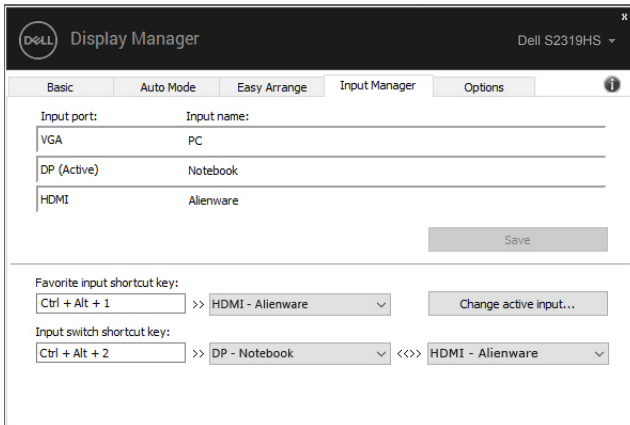 x
DELL Display Manager Dell S2319HS
Basic Auto Mode Easy Arrange Input Manager Options i
Input port: Input name:
VGA PC
DP (Active) Notebook
HDMI Alienware
Save
Favorite input shortcut key:
Ctrl + Alt + 1 >> HDMI - Alienware Change active input...
Input switch shortcut key:
Ctrl + Alt + 2 >> DP - Notebook <<>> HDMI - Alienware